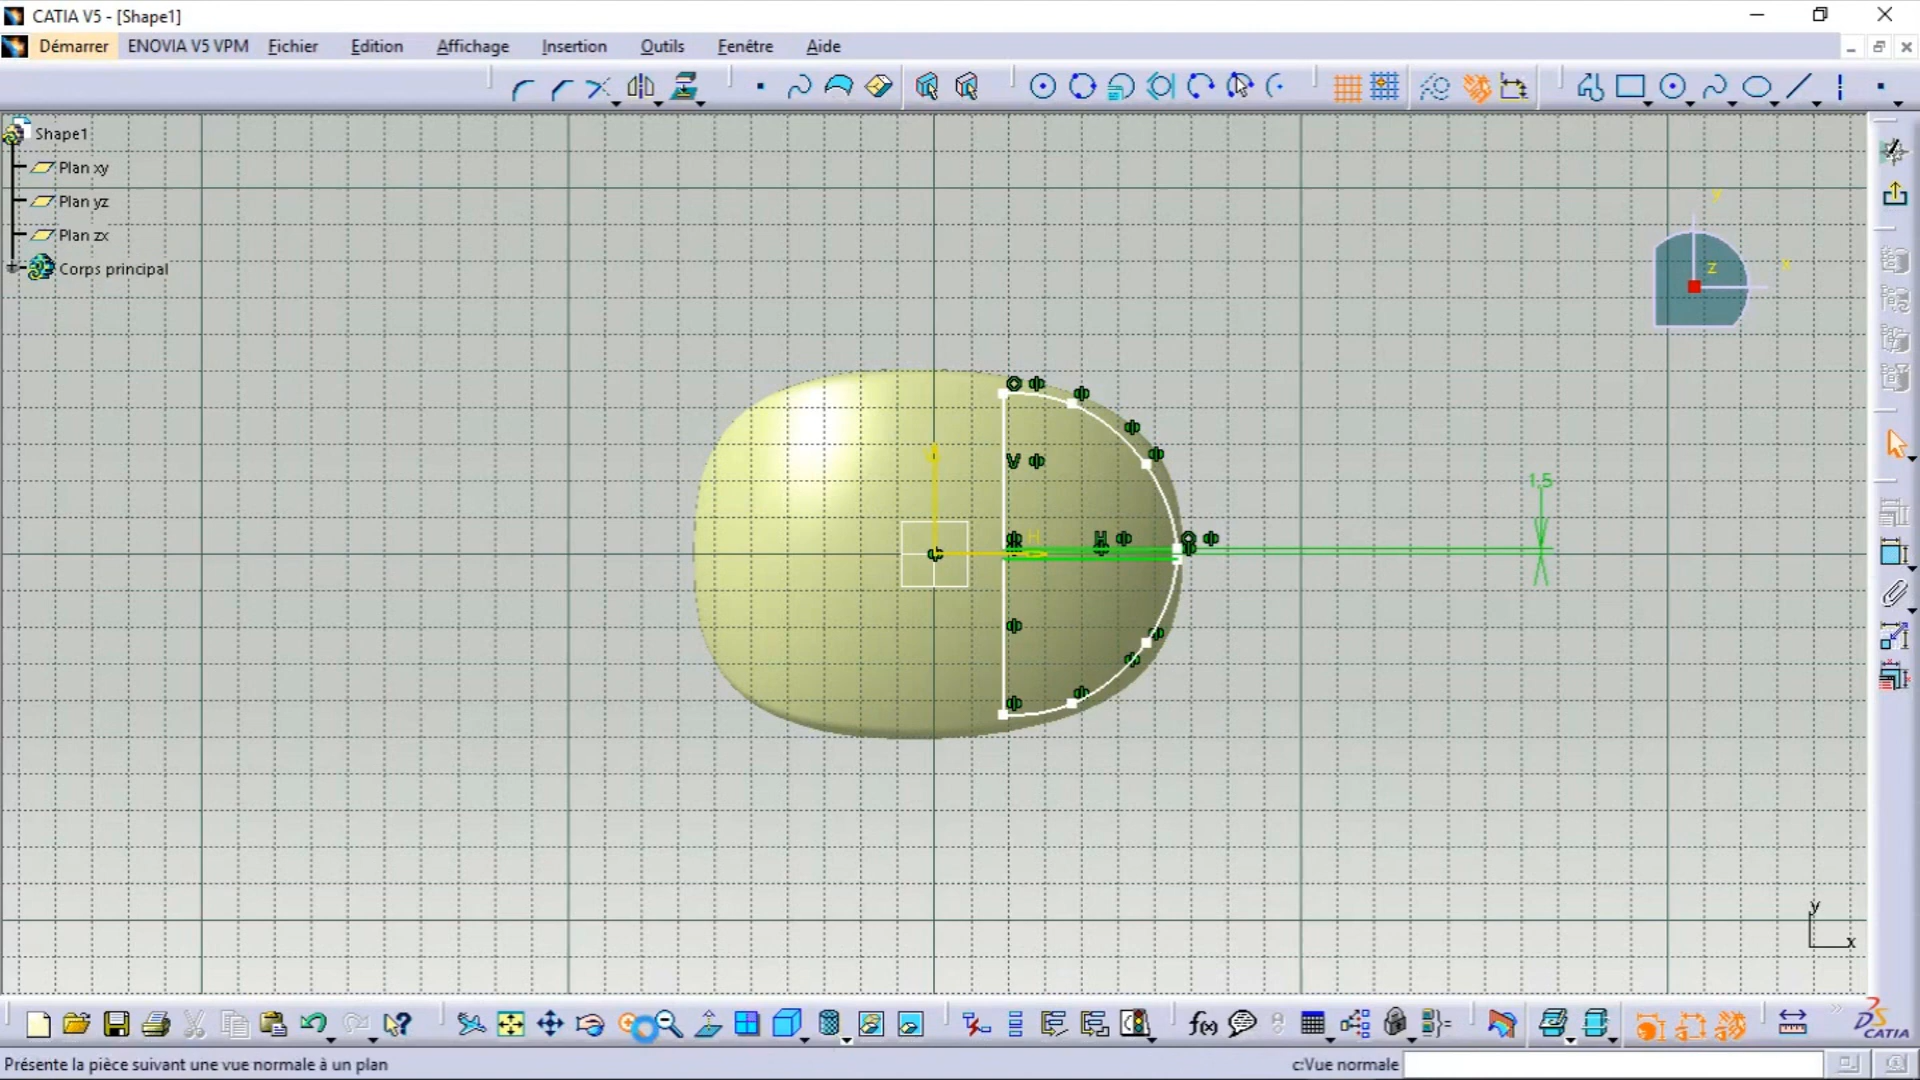 CATIA V5 - [Shape1]
Démarrer ENOVIA V5 VPM Fichier Edition Affichage Insertion Outils Fenêtre Aide
Shape1
Plan xy
Plan yz
Plan zx
Corps principal
y
z
x
V
H
H
1,5
y
x
f(x)
CATIA
Présente la pièce suivant une vue normale à un plan
c:Vue normale